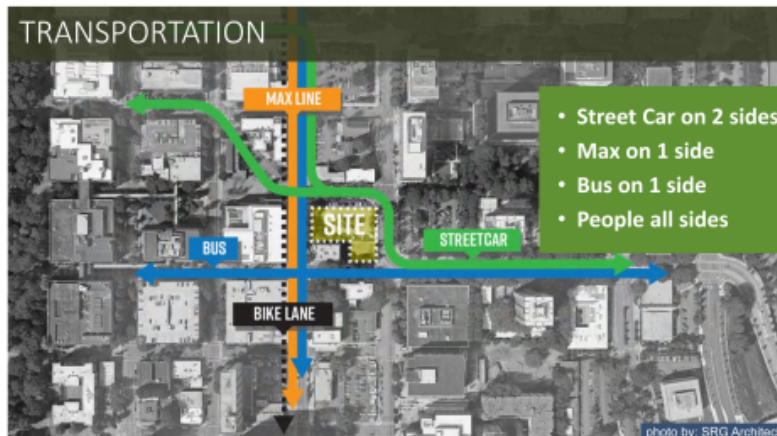 TRANSPORTATION
MAX LINE
• Street Car on 2 sides
• Max on 1 side
• Bus on 1 side
• People all sides
SITE
BUS
STREETCAR
BIKE LANE
photo by: SRG Architec